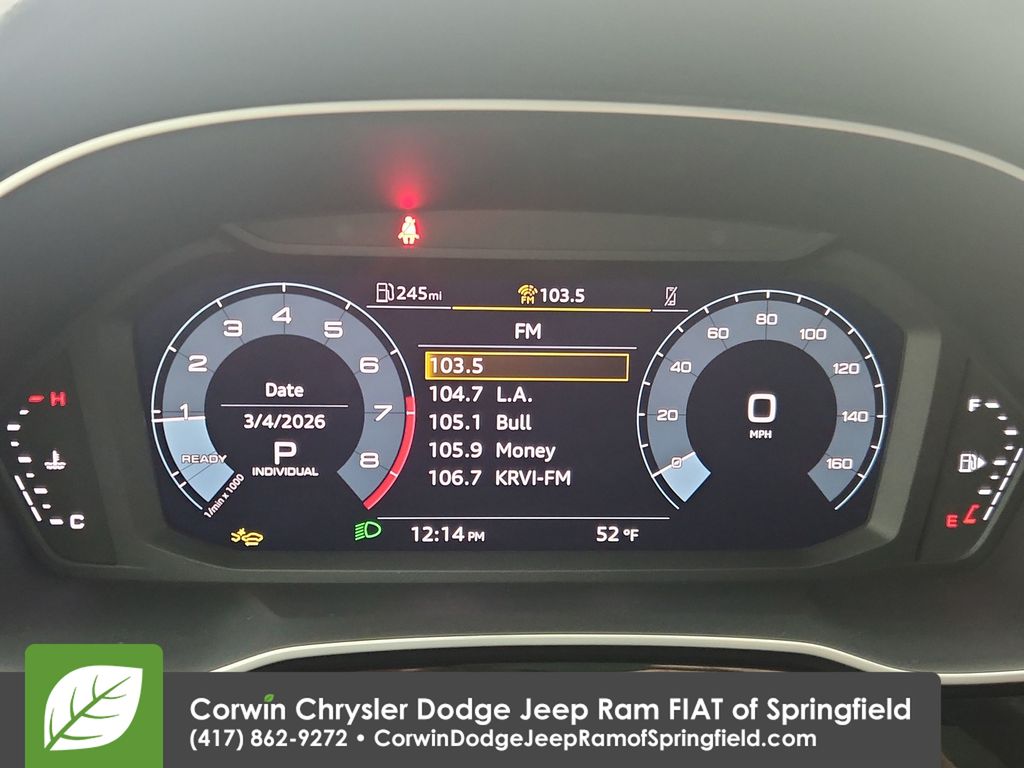 245mi
FM 103.5
FM
103.5
104.7 L.A.
105.1 Bull
105.9 Money
106.7 KRVI-FM
12:14 PM
52 °F
Date
3/4/2026
P
INDIVIDUAL
READY
1
2
3
4
5
6
7
8
1/min x 1000
0
20
40
60
80
100
120
140
160
0
MPH
H
C
F
E
Corwin Chrysler Dodge Jeep Ram FIAT of Springfield
(417) 862-9272 • CorwinDodgeJeepRamofSpringfield.com